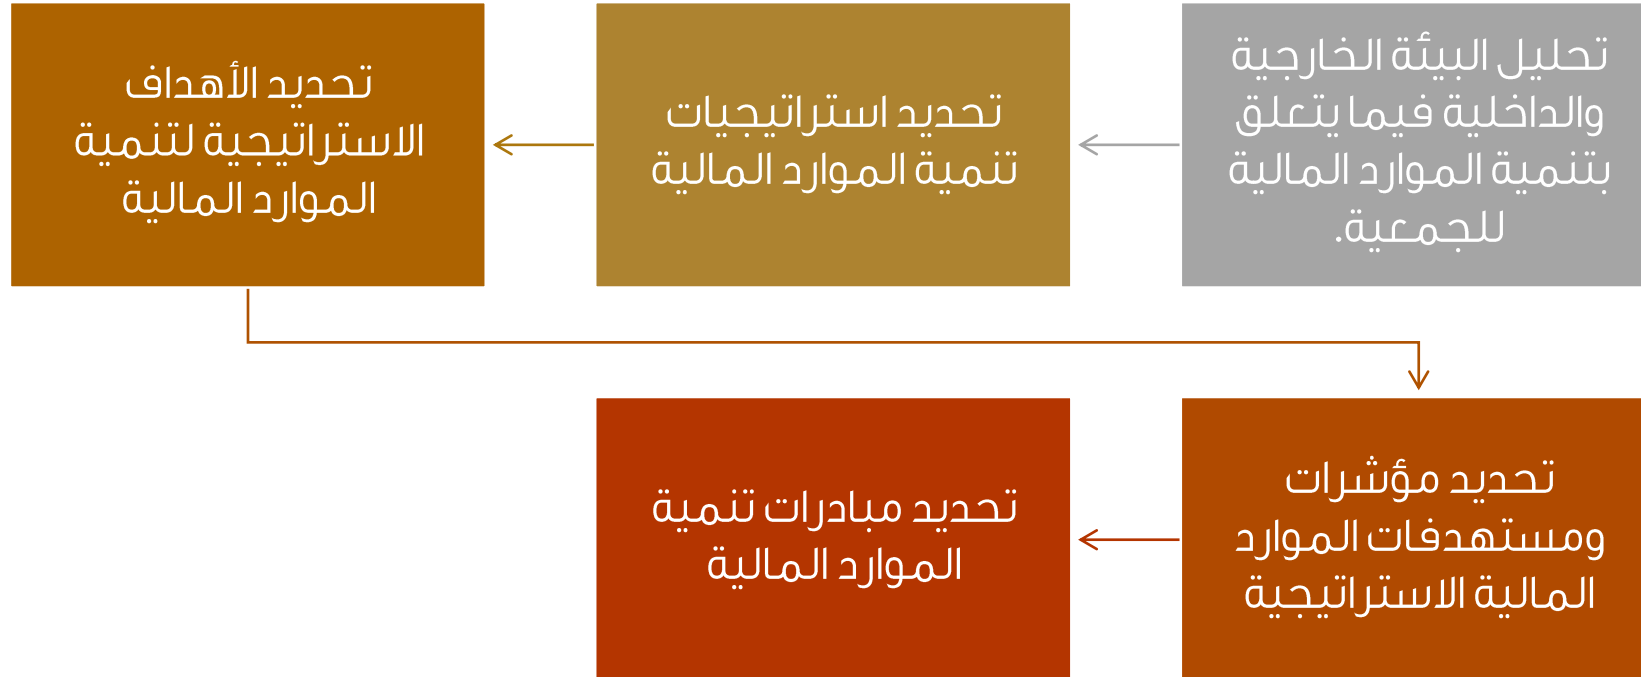 تحليل البيئة الخارجية
والداخلية فيما يتعلق
بتنمية الموارد المالية
للجمعية.
تحديد استراتيجيات
تنمية الموارد المالية
تحديد الأهداف
الاستراتيجية لتنمية
الموارد المالية
تحديد مؤشرات
ومستهدفات الموارد
المالية الاستراتيجية
تحديد مبادرات تنمية
الموارد المالية